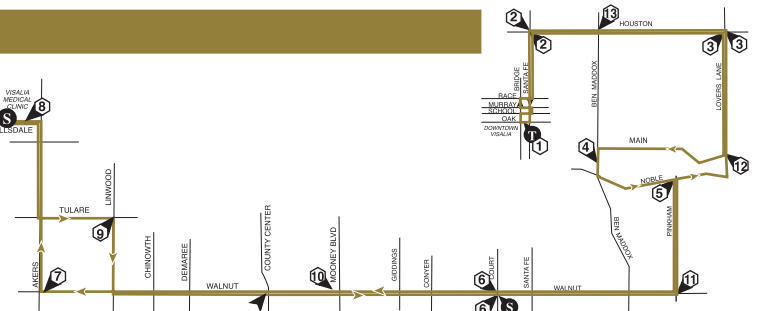 2
13
HOUSTON
2
3
3
BRIDGE
SANTA FE
BEN MADDOX
LOVERS LANE
RACE
MURRAY
SCHOOL
OAK
DOWNTOWN
VISALIA
T
1
VISALIA
MEDICAL
CLINIC
8
S
LLSDALE
4
MAIN
12
NOBLE
5
LINWOOD
TULARE
9
COUNTY CENTER
BEN
MADDOX
PINKHAM
CHINOWTH
DEMAREE
MOONEY BLVD
GIDDINGS
CONYER
COURT
SANTA FE
AKERS
7
10
6
11
WALNUT
WALNUT
6
S